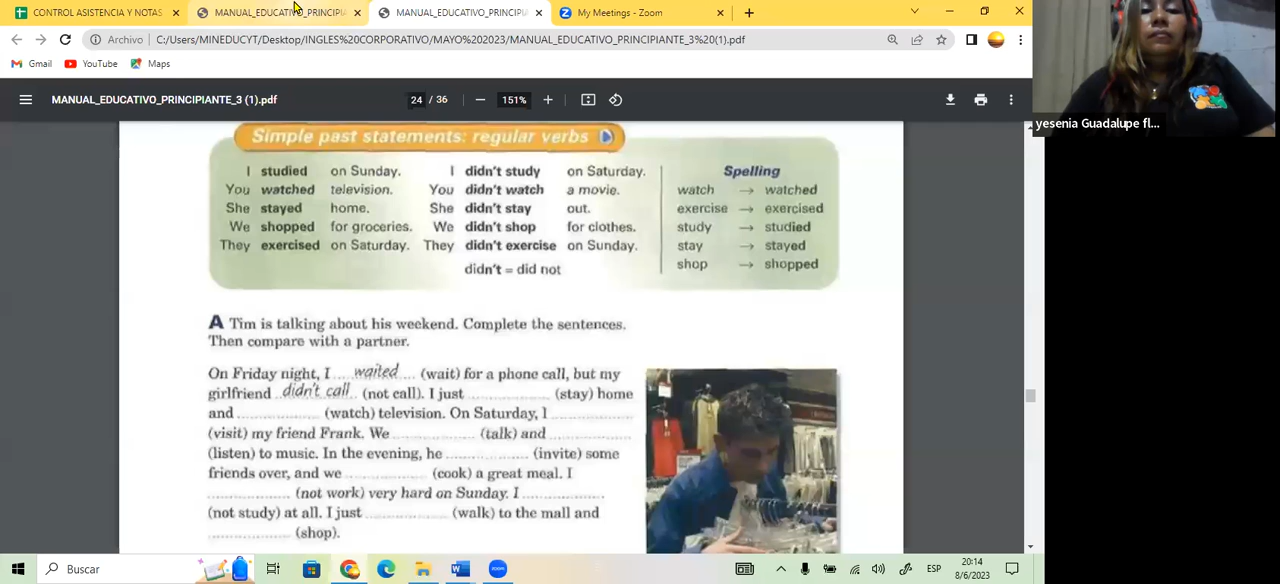 CONTROL ASISTENCIA Y NOTAS
MANUAL_EDUCATIVO_PRINCIPI
MANUAL_EDUCATIVO_PRINCIPI
My Meetings - Zoom
Archivo
C:/Users/MINEDUCYT/Desktop/INGLES%20CORPORATIVO/MAYO%202023/MANUAL_EDUCATIVO_PRINCIPIANTE_3%20(1).pdf
Gmail
YouTube
Maps
MANUAL_EDUCATIVO_PRINCIPIANTE_3 (1).pdf
24 / 36
151%
yesenia Guadalupe fl...
Simple past statements: regular verbs
I studied on Sunday. I didn't study on Saturday. Spelling
You watched television. You didn't watch a movie. watch → watched
She stayed home. She didn't stay out. exercise → exercised
We shopped for groceries. We didn't shop for clothes. study → studied
They exercised on Saturday. They didn't exercise on Sunday. stay → stayed
didn't = did not shop → shopped
A Tim is talking about his weekend. Complete the sentences.
Then compare with a partner.
On Friday night, I ... waited ... (wait) for a phone call, but my
girlfriend didn't call (not call). I just ............... (stay) home
and ............... (watch) television. On Saturday, I ...............
(visit) my friend Frank. We ............... (talk) and ...............
(listen) to music. In the evening, he ............... (invite) some
friends over, and we ............... (cook) a great meal. I
............... (not work) very hard on Sunday. I ...............
(not study) at all. I just ............... (walk) to the mall and
............... (shop).
Buscar
ESP
20:14
8/6/2023